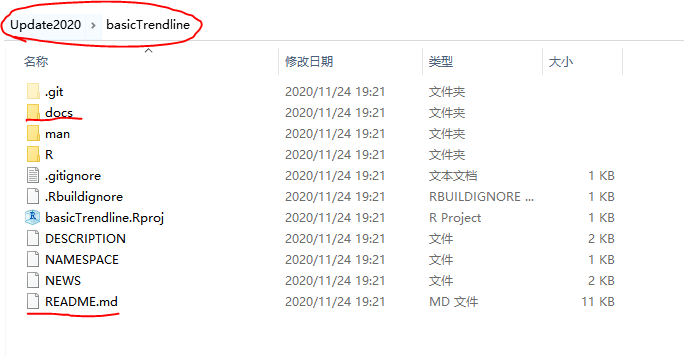 Update2020 > basicTrendline
名称 修改日期 类型 大小
.git 2020/11/24 19:21 文件夹
docs 2020/11/24 19:21 文件夹
man 2020/11/24 19:21 文件夹
R 2020/11/24 19:21 文件夹
.gitignore 2020/11/24 19:21 文本文档 1 KB
.Rbuildignore 2020/11/24 19:21 RBUILDIGNORE ... 1 KB
basicTrendline.Rproj 2020/11/24 19:21 R Project 1 KB
DESCRIPTION 2020/11/24 19:21 文件 2 KB
NAMESPACE 2020/11/24 19:21 文件 1 KB
NEWS 2020/11/24 19:21 文件 2 KB
README.md 2020/11/24 19:21 MD 文件 11 KB